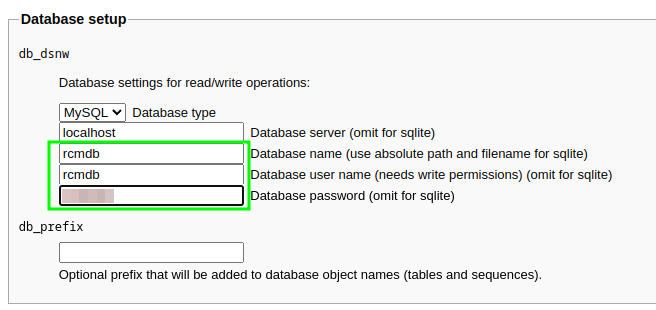 Database setup
db_dsnw
Database settings for read/write operations:
MySQL Database type
localhost Database server (omit for sqlite)
rcmdb Database name (use absolute path and filename for sqlite)
rcmdb Database user name (needs write permissions) (omit for sqlite)
Database password (omit for sqlite)
db_prefix
Optional prefix that will be added to database object names (tables and sequences).